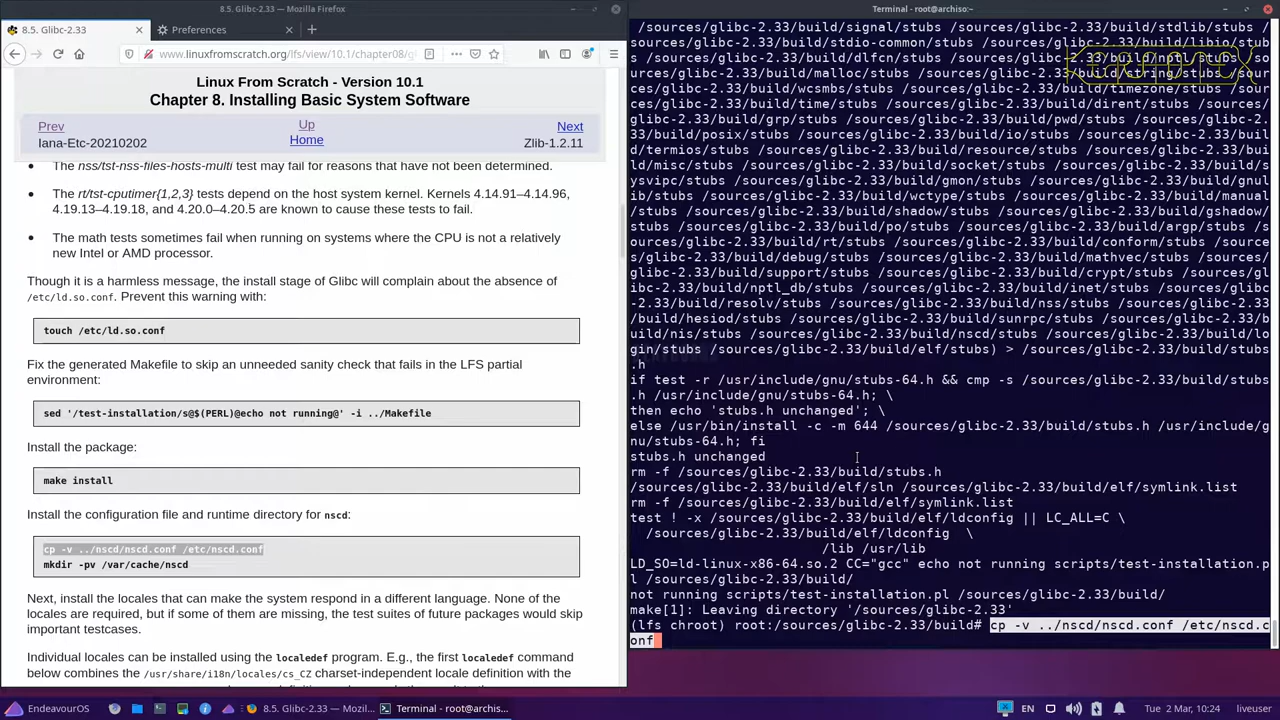 8.5. Glibc-2.33 — Mozilla Firefox
8.5. Glibc-2.33
Preferences
www.linuxfromscratch.org/lfs/view/10.1/chapter08/g
Linux From Scratch - Version 10.1
Chapter 8. Installing Basic System Software
Prev
Up
Next
Iana-Etc-20210202
Home
Zlib-1.2.11
The nss/tst-nss-files-hosts-multi test may fail for reasons that have not been determined.
The rt/tst-cputimer{1,2,3} tests depend on the host system kernel. Kernels 4.14.91–4.14.96,
4.19.13–4.19.18, and 4.20.0–4.20.5 are known to cause these tests to fail.
The math tests sometimes fail when running on systems where the CPU is not a relatively
new Intel or AMD processor.
Though it is a harmless message, the install stage of Glibc will complain about the absence of
/etc/ld.so.conf. Prevent this warning with:
touch /etc/ld.so.conf
Fix the generated Makefile to skip an unneeded sanity check that fails in the LFS partial
environment:
sed '/test-installation/s@$(PERL)@echo not running@' -i ../Makefile
Install the package:
make install
Install the configuration file and runtime directory for nscd:
cp -v ../nscd/nscd.conf /etc/nscd.conf
mkdir -pv /var/cache/nscd
Next, install the locales that can make the system respond in a different language. None of the
locales are required, but if some of them are missing, the test suites of future packages would skip
important testcases.
Individual locales can be installed using the localedef program. E.g., the first localedef command
below combines the /usr/share/i18n/locales/cs_CZ charset-independent locale definition with the
Terminal - root@archiso:~
/sources/glibc-2.33/build/signal/stubs /sources/glibc-2.33/build/stdlib/stubs /
sources/glibc-2.33/build/stdio-common/stubs /sources/glibc-2.33/build/libio/stub
s /sources/glibc-2.33/build/dlfcn/stubs /sources/glibc-2.33/build/nptl/stubs /so
urces/glibc-2.33/build/malloc/stubs /sources/glibc-2.33/build/string/stubs /sour
ces/glibc-2.33/build/wcsmbs/stubs /sources/glibc-2.33/build/timezone/stubs /sour
ces/glibc-2.33/build/time/stubs /sources/glibc-2.33/build/dirent/stubs /sources/
glibc-2.33/build/grp/stubs /sources/glibc-2.33/build/pwd/stubs /sources/glibc-2.
33/build/posix/stubs /sources/glibc-2.33/build/io/stubs /sources/glibc-2.33/buil
d/termios/stubs /sources/glibc-2.33/build/resource/stubs /sources/glibc-2.33/bui
ld/misc/stubs /sources/glibc-2.33/build/socket/stubs /sources/glibc-2.33/build/s
ysvipc/stubs /sources/glibc-2.33/build/gmon/stubs /sources/glibc-2.33/build/gnul
ib/stubs /sources/glibc-2.33/build/wctype/stubs /sources/glibc-2.33/build/manual
/stubs /sources/glibc-2.33/build/shadow/stubs /sources/glibc-2.33/build/gshadow/
stubs /sources/glibc-2.33/build/po/stubs /sources/glibc-2.33/build/argp/stubs /s
ources/glibc-2.33/build/rt/stubs /sources/glibc-2.33/build/conform/stubs /source
s/glibc-2.33/build/debug/stubs /sources/glibc-2.33/build/mathvec/stubs /sources/
glibc-2.33/build/support/stubs /sources/glibc-2.33/build/crypt/stubs /sources/gl
ibc-2.33/build/nptl_db/stubs /sources/glibc-2.33/build/inet/stubs /sources/glibc
-2.33/build/resolv/stubs /sources/glibc-2.33/build/nss/stubs /sources/glibc-2.33
/build/hesiod/stubs /sources/glibc-2.33/build/sunrpc/stubs /sources/glibc-2.33/b
uild/nis/stubs /sources/glibc-2.33/build/nscd/stubs /sources/glibc-2.33/build/lo
gin/stubs /sources/glibc-2.33/build/elf/stubs) > /sources/glibc-2.33/build/stubs
.h
if test -r /usr/include/gnu/stubs-64.h && cmp -s /sources/glibc-2.33/build/stubs
.h /usr/include/gnu/stubs-64.h; \
then echo 'stubs.h unchanged'; \
else /usr/bin/install -c -m 644 /sources/glibc-2.33/build/stubs.h /usr/include/g
nu/stubs-64.h; fi
stubs.h unchanged
rm -f /sources/glibc-2.33/build/stubs.h
/sources/glibc-2.33/build/elf/sln /sources/glibc-2.33/build/elf/symlink.list
rm -f /sources/glibc-2.33/build/elf/symlink.list
test ! -x /sources/glibc-2.33/build/elf/ldconfig || LC_ALL=C \
/sources/glibc-2.33/build/elf/ldconfig \
/lib /usr/lib
LD_SO=ld-linux-x86-64.so.2 CC="gcc" echo not running scripts/test-installation.p
l /sources/glibc-2.33/build/
not running scripts/test-installation.pl /sources/glibc-2.33/build/
make[1]: Leaving directory '/sources/glibc-2.33'
(lfs chroot) root:/sources/glibc-2.33/build# cp -v ../nscd/nscd.conf /etc/nscd.c
onf
EndeavourOS
8.5. Glibc-2.33 — Mozil...
Terminal - root@archis...
EN
Tue 2 Mar, 10:24
liveuser